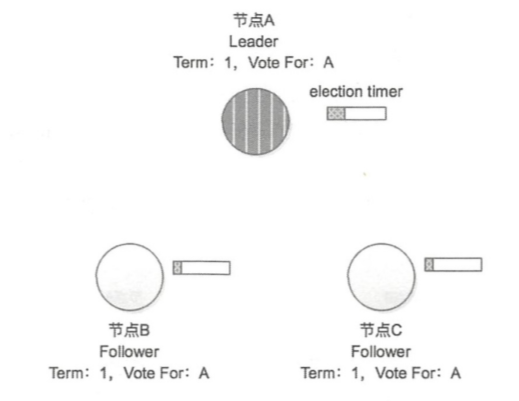 节点A
Leader
Term: 1, Vote For: A
election timer
节点B
Follower
Term: 1, Vote For: A
节点C
Follower
Term: 1, Vote For: A